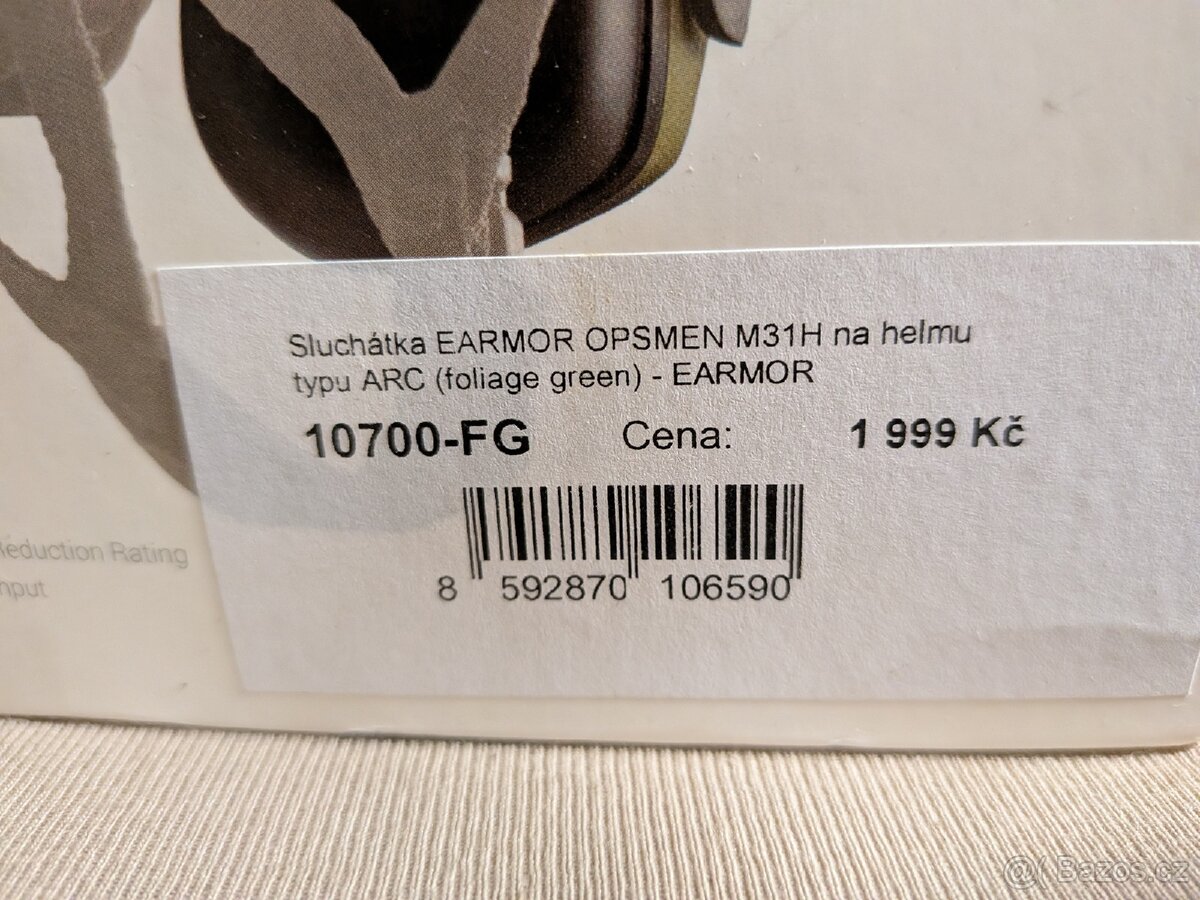 Sluchátka EARMOR OPSMEN M31H na helmu
typu ARC (foliage green) - EARMOR
10700-FG Cena: 1 999 Kč
8 592870 106590
Reduction Rating
nput
Bazos.cz